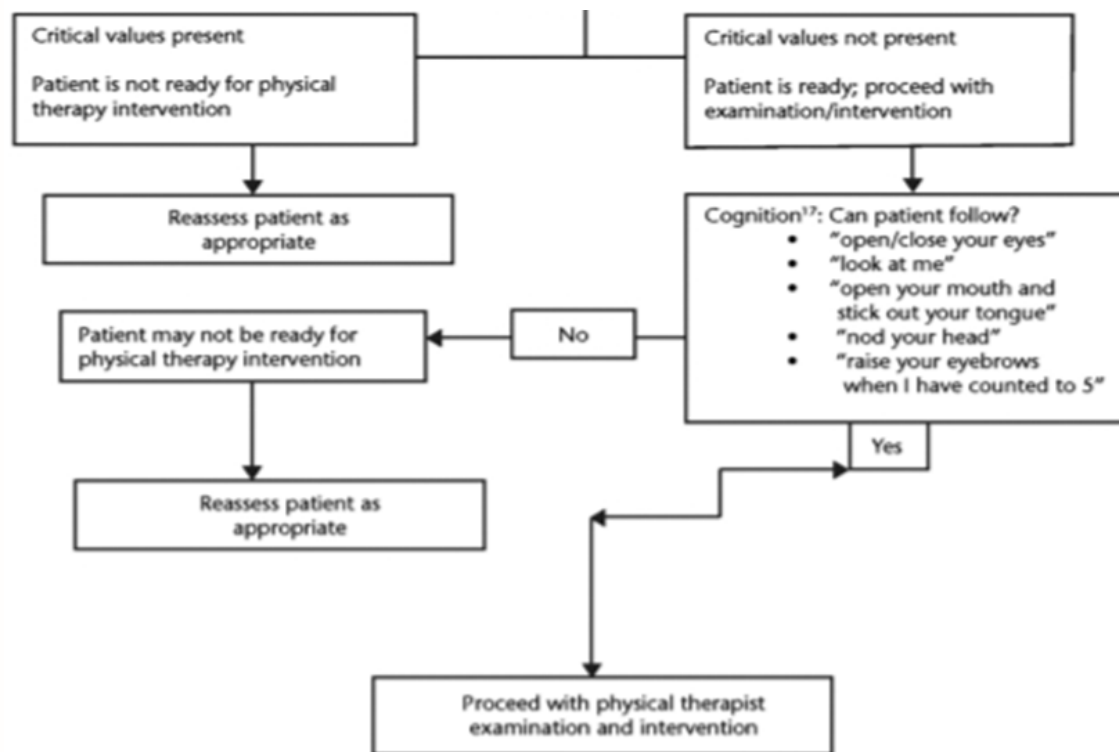 Critical values present
Patient is not ready for physical
therapy intervention
Critical values not present
Patient is ready; proceed with
examination/intervention
Reassess patient as
appropriate
Cognition¹⁷: Can patient follow?
• "open/close your eyes"
• "look at me"
• "open your mouth and
stick out your tongue"
• "nod your head"
• "raise your eyebrows
when I have counted to 5"
No
Patient may not be ready for
physical therapy intervention
Yes
Reassess patient as
appropriate
Proceed with physical therapist
examination and intervention